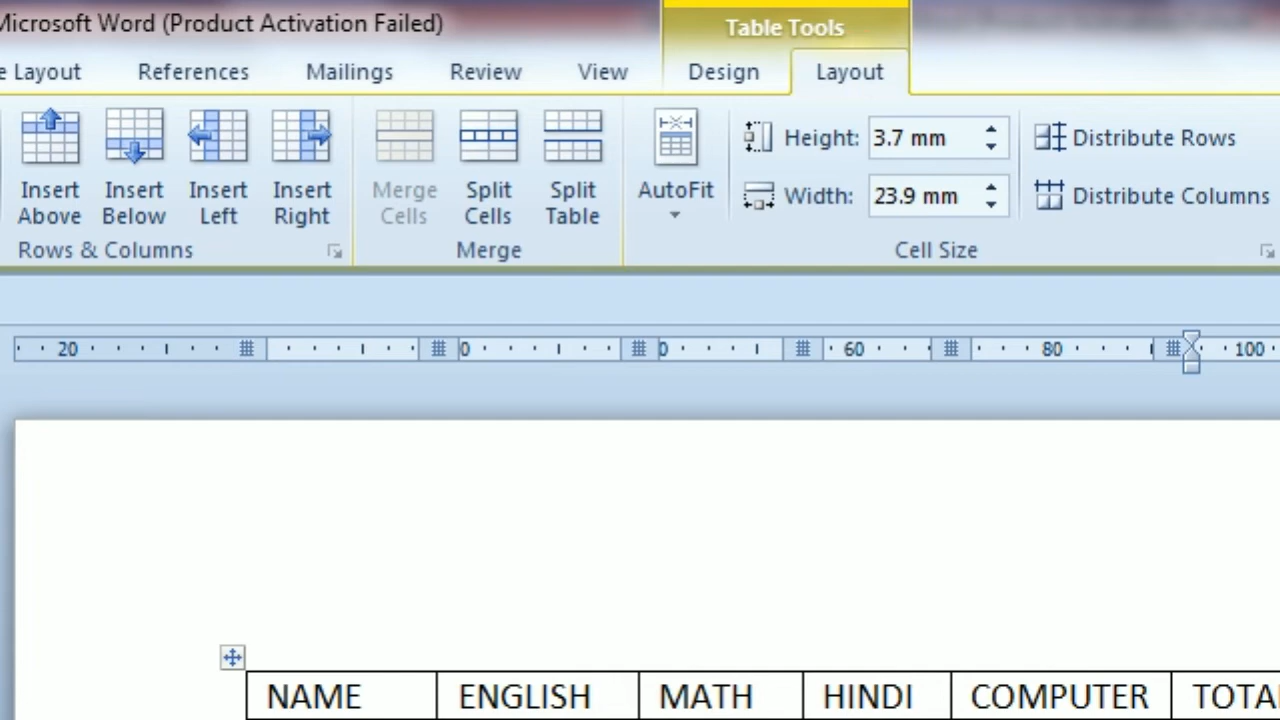 Microsoft Word (Product Activation Failed)
Table Tools
e Layout References Mailings Review View Design Layout
Insert Above
Insert Below
Insert Left
Insert Right
Merge Cells
Split Cells
Split Table
AutoFit
Height: 3.7 mm
Width: 23.9 mm
Distribute Rows
Distribute Columns
Rows & Columns
Merge
Cell Size
20 0 0 60 80 100
NAME ENGLISH MATH HINDI COMPUTER TOTA